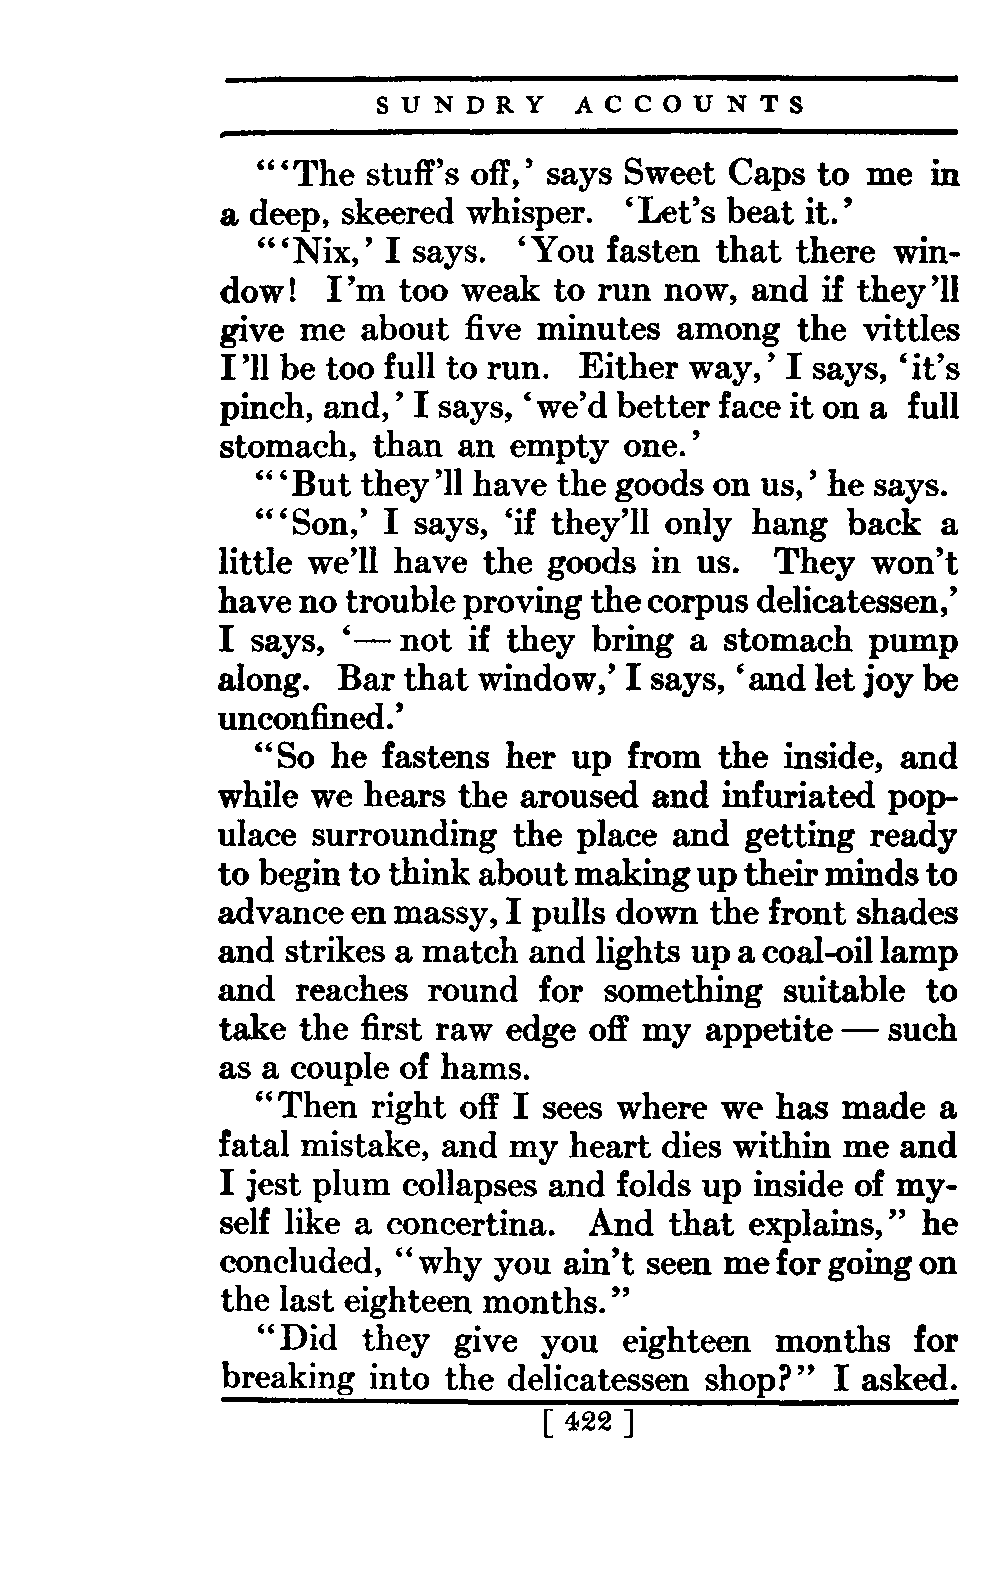 SUNDRY ACCOUNTS
“‘The stuff’s off,’ says Sweet Caps to me in
a deep, skeered whisper. ‘Let’s beat it.’
“‘Nix,’ I says. ‘You fasten that there win-
dow! I’m too weak to run now, and if they’ll
give me about five minutes among the vittles
I’ll be too full to run. Either way,’ I says, ‘it’s
pinch, and,’ I says, ‘we’d better face it on a full
stomach, than an empty one.’
“‘But they’ll have the goods on us,’ he says.
“‘Son,’ I says, ‘if they’ll only hang back a
little we’ll have the goods in us. They won’t
have no trouble proving the corpus delicatessen,’
I says, ‘— not if they bring a stomach pump
along. Bar that window,’ I says, ‘and let joy be
unconfined.’
“So he fastens her up from the inside, and
while we hears the aroused and infuriated pop-
ulace surrounding the place and getting ready
to begin to think about making up their minds to
advance en massy, I pulls down the front shades
and strikes a match and lights up a coal-oil lamp
and reaches round for something suitable to
take the first raw edge off my appetite — such
as a couple of hams.
“Then right off I sees where we has made a
fatal mistake, and my heart dies within me and
I jest plum collapses and folds up inside of my-
self like a concertina. And that explains,” he
concluded, “why you ain’t seen me for going on
the last eighteen months.”
“Did they give you eighteen months for
breaking into the delicatessen shop?” I asked.
[ 422 ]